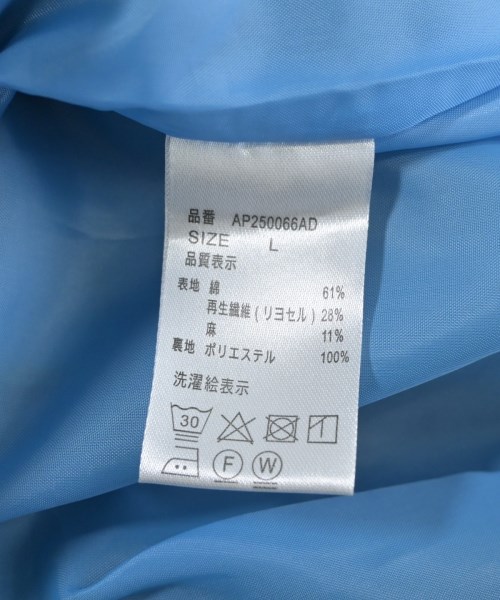 品番 AP250066AD
SIZE L
品質表示
表地 綿 61%
再生繊維(リヨセル) 28%
麻 11%
裏地 ポリエステル 100%
洗濯絵表示
30
F W